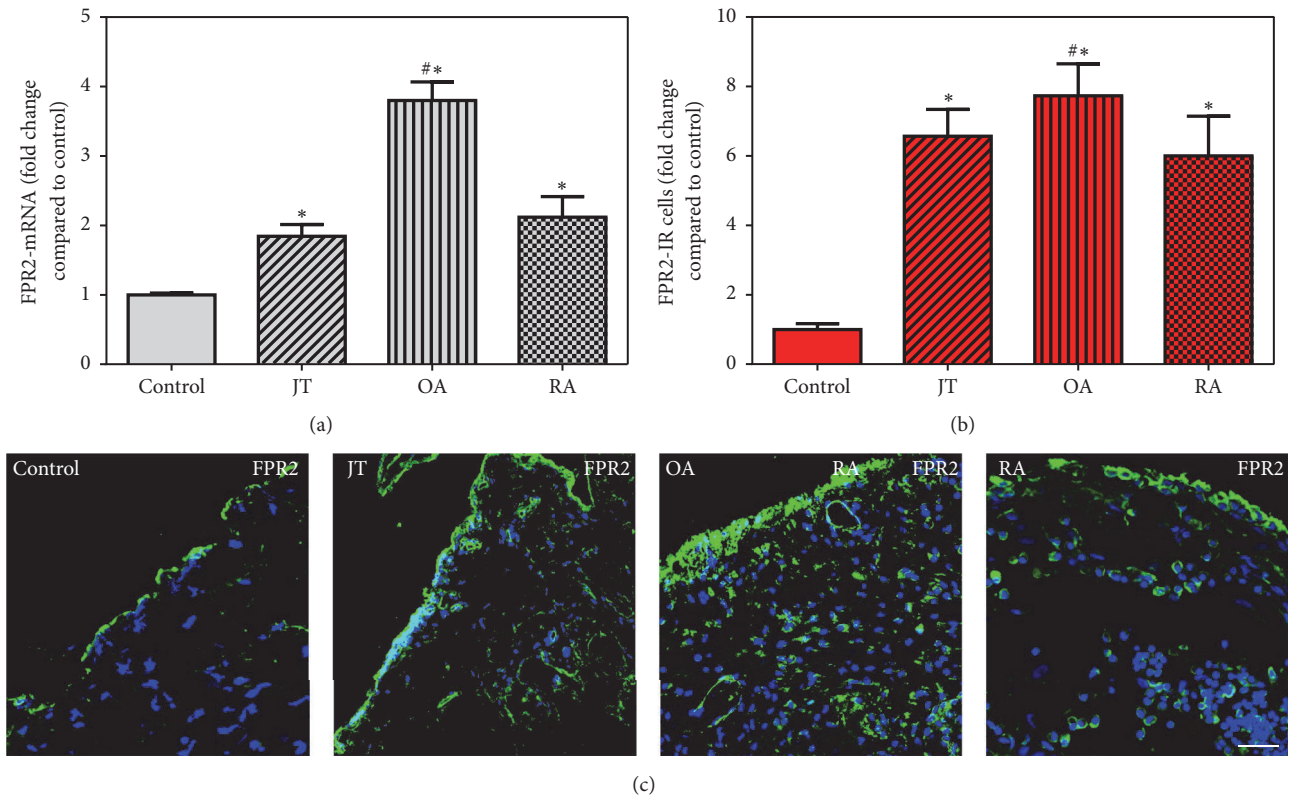 FPR2-mRNA (fold change
compared to control)
5
4
3
2
1
0
*
#*
*
Control JT OA RA
(a)
FPR2-IR cells (fold change
compared to control)
10
8
6
4
2
0
*
#*
*
Control JT OA RA
(b)
Control FPR2
JT FPR2
OA RA FPR2
RA FPR2
(c)